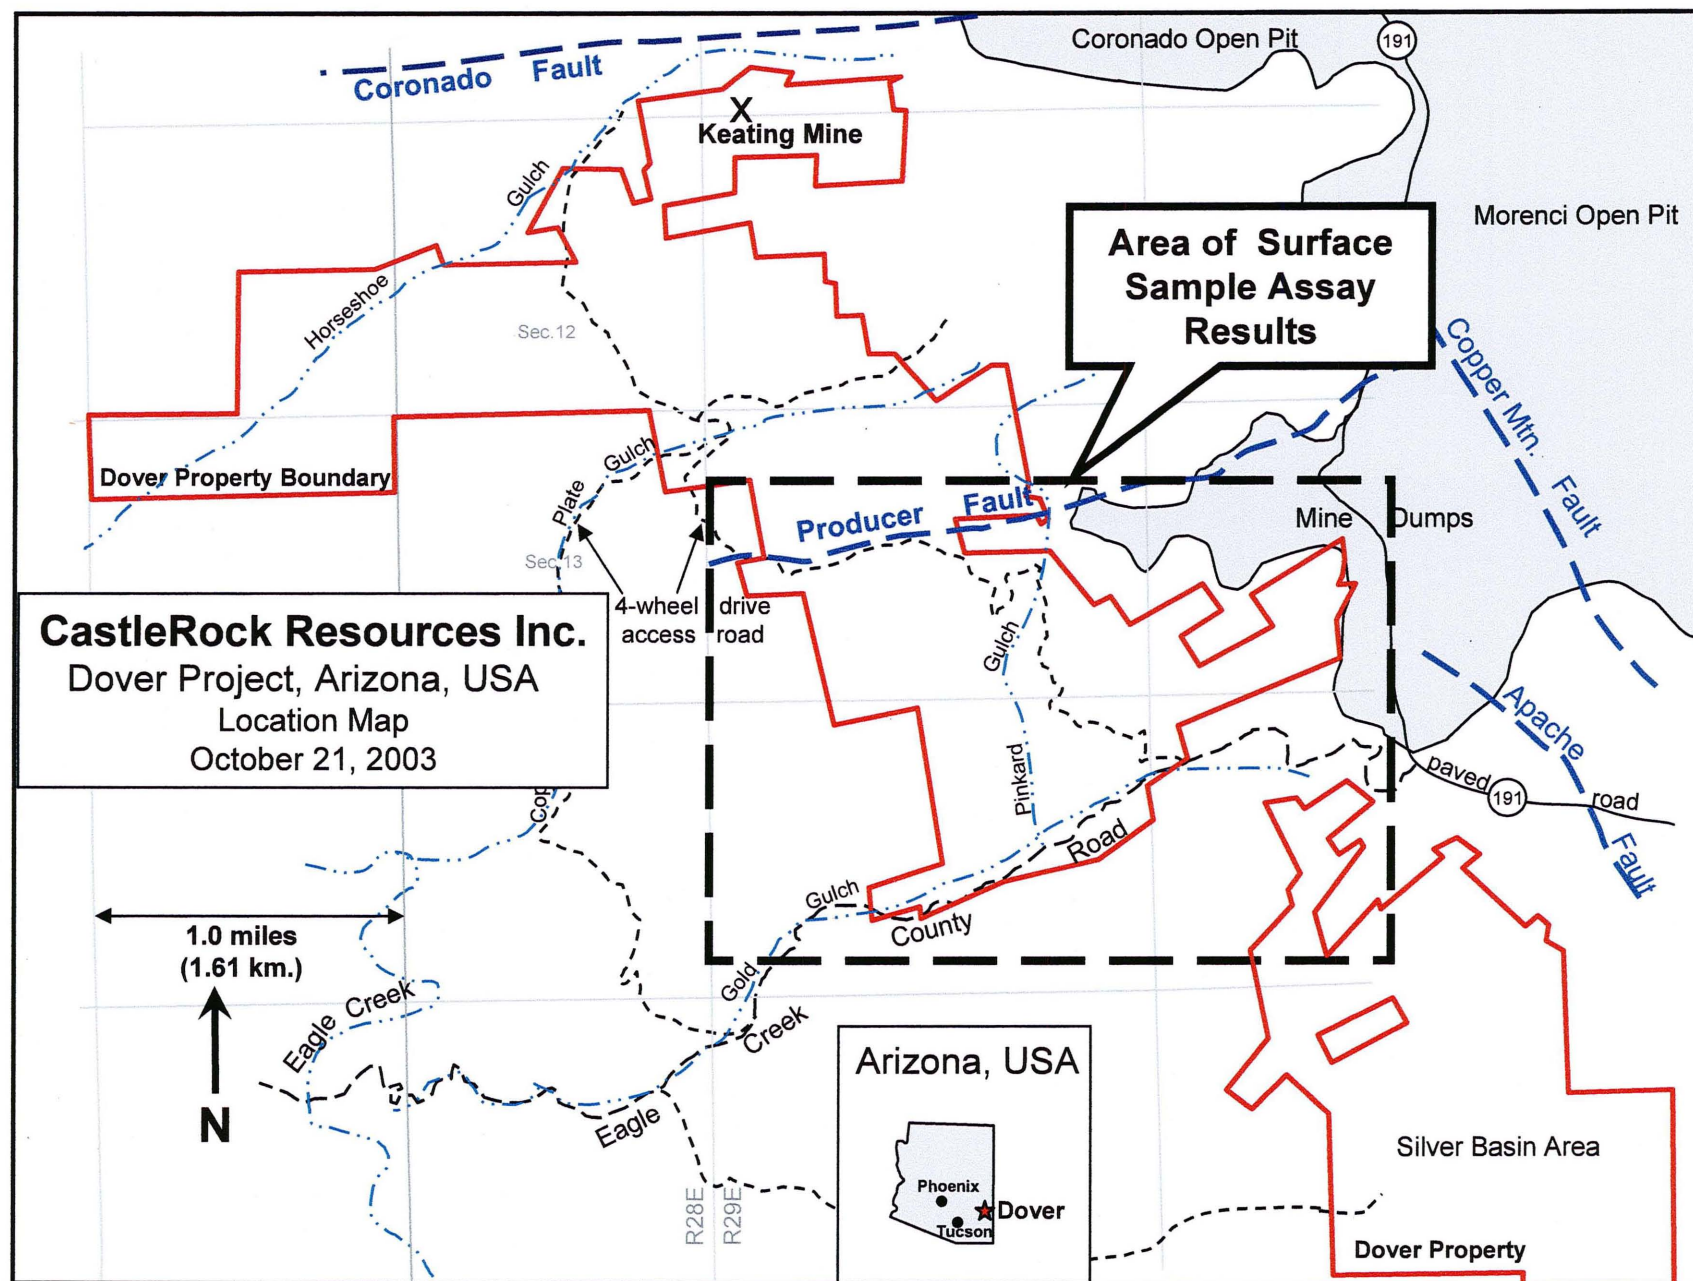 Coronado Open Pit
191
Coronado Fault
X
Keating Mine
Gulch
Morenci Open Pit
Area of Surface
Sample Assay
Results
Horseshoe
Sec.12
Copper Mtn. Fault
Gulch
Dover Property Boundary
Plate
Producer Fault
Mine Dumps
Sec.13
4-wheel drive
access road
CastleRock Resources Inc.
Dover Project, Arizona, USA
Location Map
October 21, 2003
Gulch
Pinkard
Apache Fault
paved road
191
Road
Gulch
County
1.0 miles
(1.61 km.)
Gold
Eagle Creek
Creek
Eagle
N
R28E
R29E
Arizona, USA
Phoenix
Dover
Tucson
Silver Basin Area
Dover Property